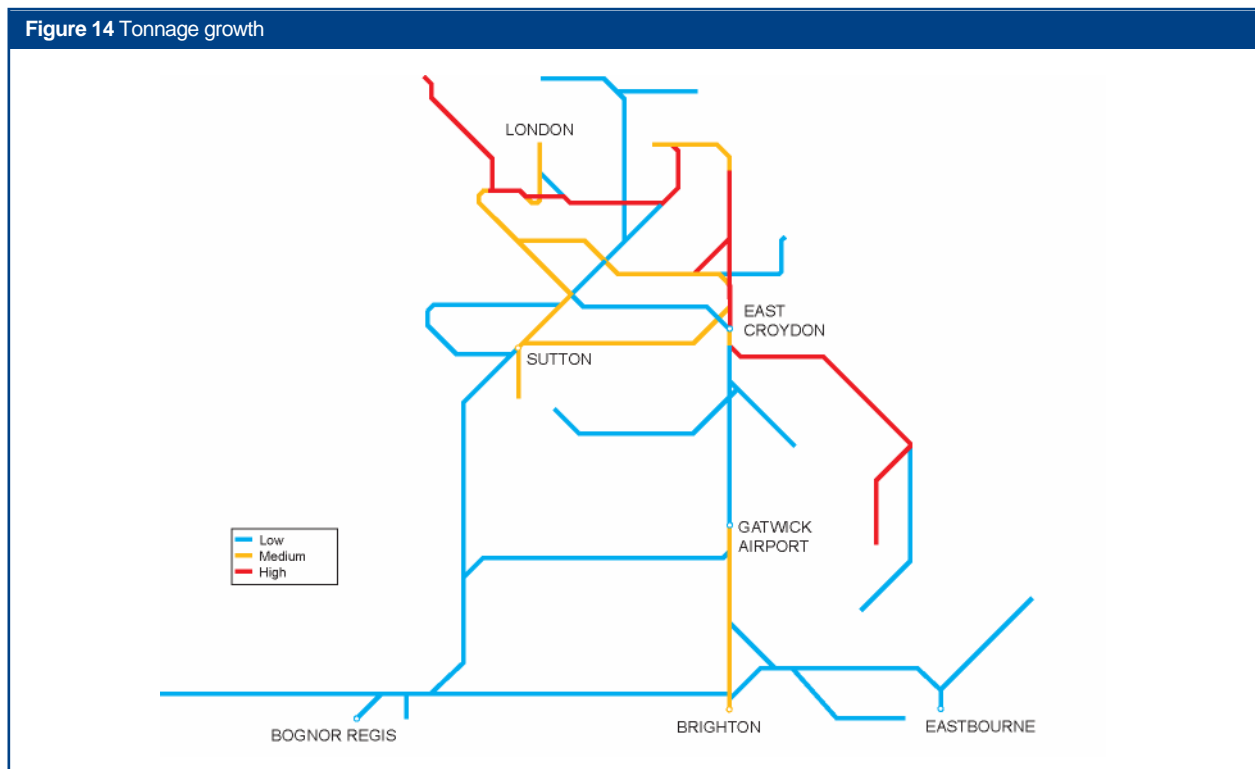 Figure 14 Tonnage growth
LONDON
EAST
CROYDON
SUTTON
GATWICK
AIRPORT
Low
Medium
High
BOGNOR REGIS
BRIGHTON
EASTBOURNE